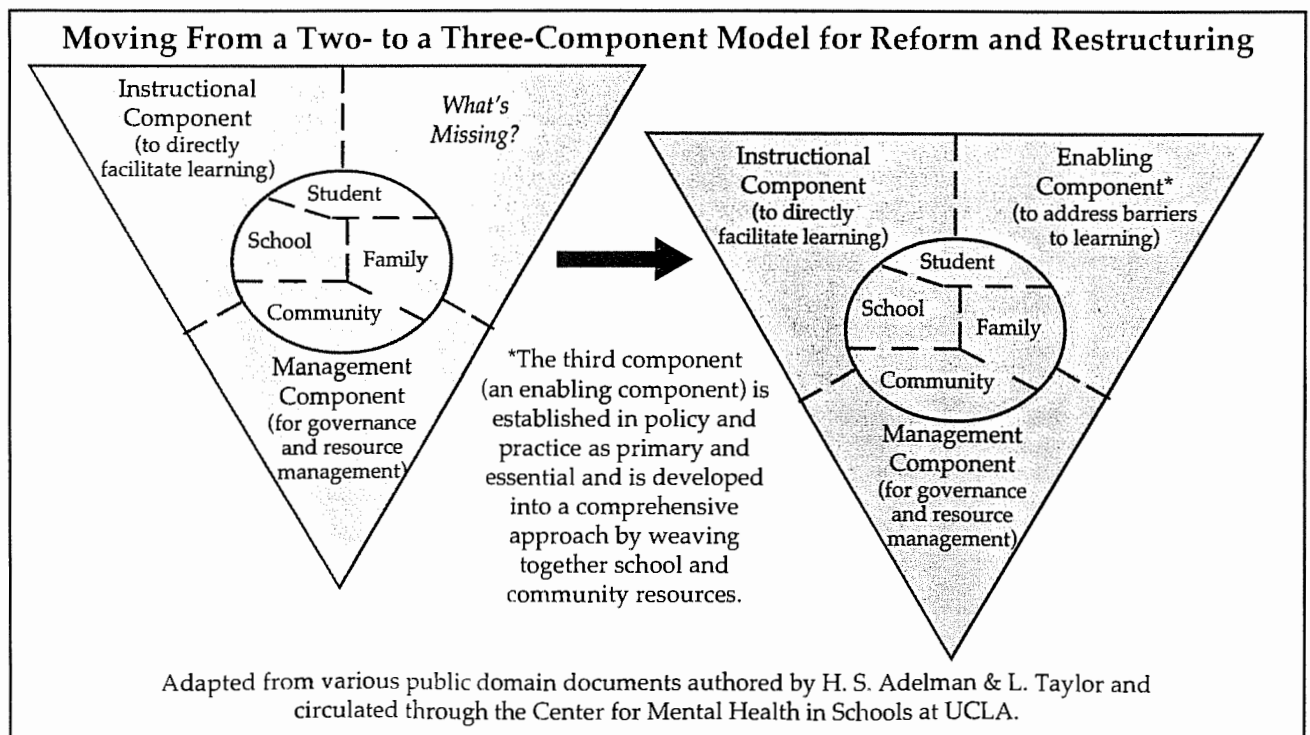 Moving From a Two- to a Three-Component Model for Reform and Restructuring
Instructional
Component
(to directly
facilitate learning)
What's
Missing?
Student
School
Family
Community
Management
Component
(for governance
and resource
management)
*The third component
(an enabling component) is
established in policy and
practice as primary and
essential and is developed
into a comprehensive
approach by weaving
together school and
community resources.
Instructional
Component
(to directly
facilitate learning)
Enabling
Component*
(to address barriers
to learning)
Student
School
Family
Community
Management
Component
(for governance
and resource
management)
Adapted from various public domain documents authored by H. S. Adelman & L. Taylor and
circulated through the Center for Mental Health in Schools at UCLA.